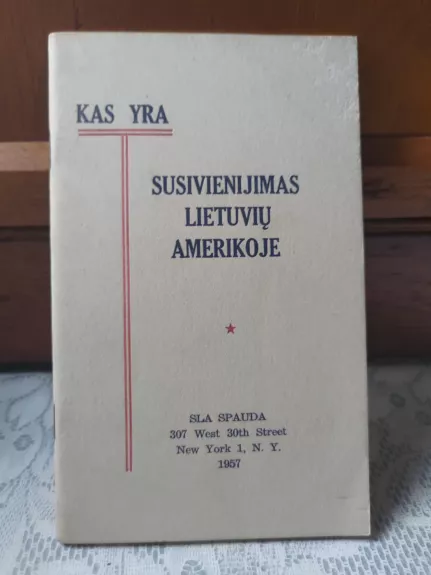 KAS YRA
SUSIVIENIJIMAS
LIETUVIŲ
AMERIKOJE
SLA SPAUDA
307 West 30th Street
New York 1, N. Y.
1957